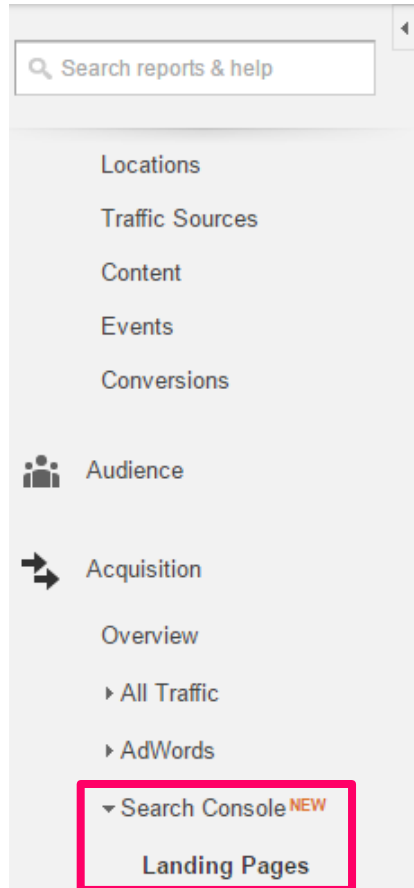 Search reports & help
Locations
Traffic Sources
Content
Events
Conversions
Audience
Acquisition
Overview
All Traffic
AdWords
Search Console NEW
Landing Pages